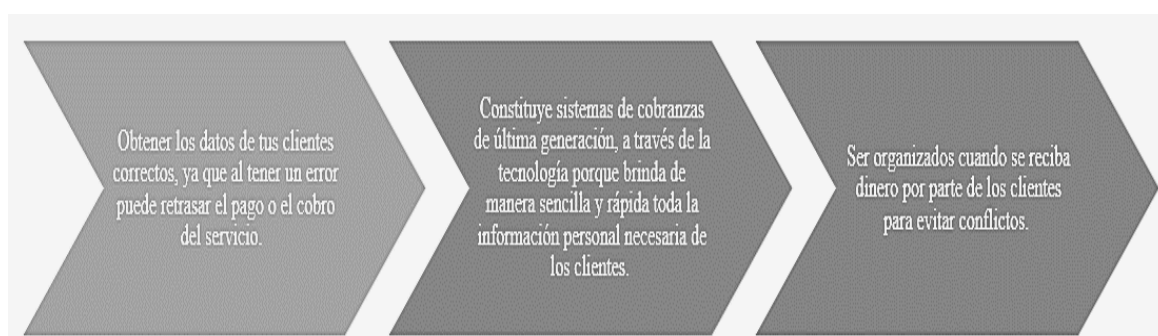 Obtener los datos de tus clientes
correctos, ya que al tener un error
puede retrasar el pago o el cobro
del servicio.
Constituye sistemas de cobranzas
de última generación, a través de la
tecnología porque brinda de
manera sencilla y rápida toda la
información personal necesaria de
los clientes.
Ser organizados cuando se reciba
dinero por parte de los clientes
para evitar conflictos.